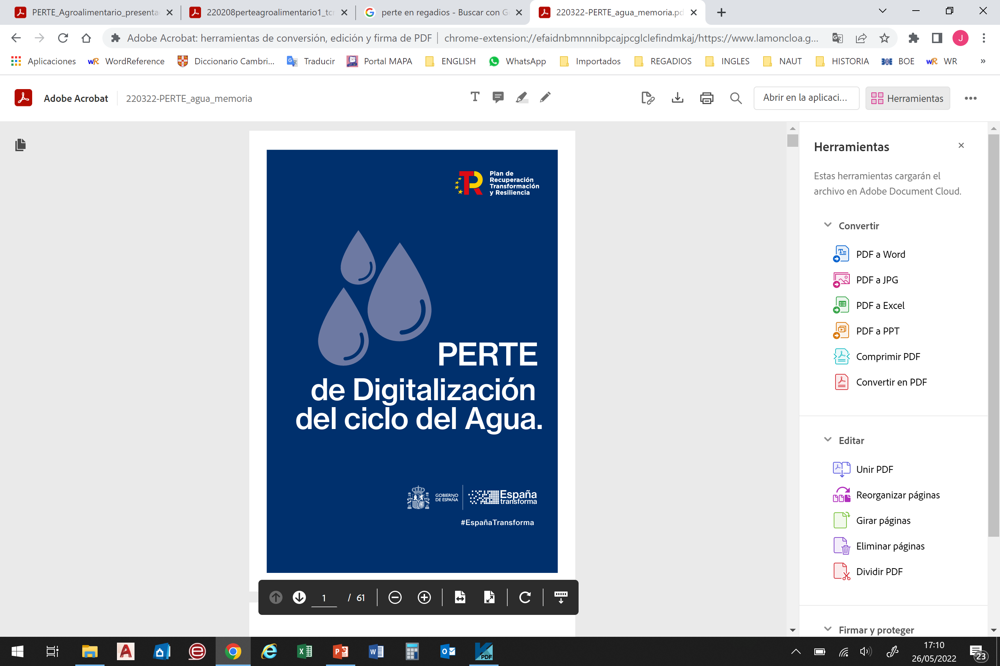 PERTE_Agroalimentario_presenta
220208perteagroalimentario1_tcr
perte en regadios - Buscar con G
220322-PERTE_agua_memoria.pd
Adobe Acrobat: herramientas de conversión, edición y firma de PDF
chrome-extension://efaidnbmnnnibpcajpcglclefindmkaj/https://www.lamoncloa.g...
J
Aplicaciones
WordReference
Diccionario Cambri...
Traducir
Portal MAPA
ENGLISH
WhatsApp
Importados
REGADIOS
INGLES
NAUT
HISTORIA
BOE
WR
»
Adobe Acrobat
220322-PERTE_agua_memoria
Abrir en la aplicaci...
Herramientas
Plan de
Recuperación
Transformación
y Resiliencia
PERTE
de Digitalización
del ciclo del Agua.
GOBIERNO
DE ESPAÑA
España
transforma
#EspañaTransforma
1 / 61
Herramientas
Estas herramientas cargarán el
archivo en Adobe Document Cloud.
Convertir
PDF a Word
PDF a JPG
PDF a Excel
PDF a PPT
Comprimir PDF
Convertir en PDF
Editar
Unir PDF
Reorganizar páginas
Girar páginas
Eliminar páginas
Dividir PDF
Firmar y proteger
PDF
17:10
26/05/2022
23